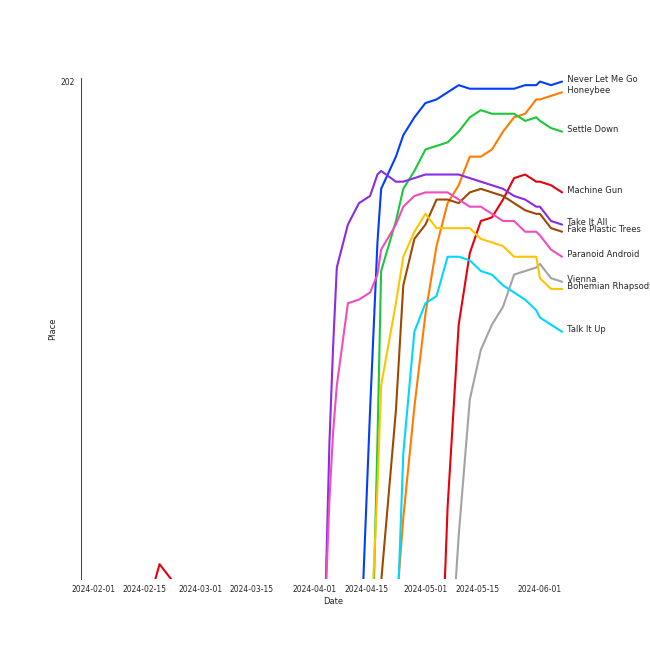 202
Never Let Me Go
Honeybee
Settle Down
Machine Gun
Take It All
Fake Plastic Trees
Paranoid Android
Vienna
Bohemian Rhapsody
Talk It Up
Place
2024-02-01 2024-02-15 2024-03-01 2024-03-15 2024-04-01 2024-04-15 2024-05-01 2024-05-15 2024-06-01
Date